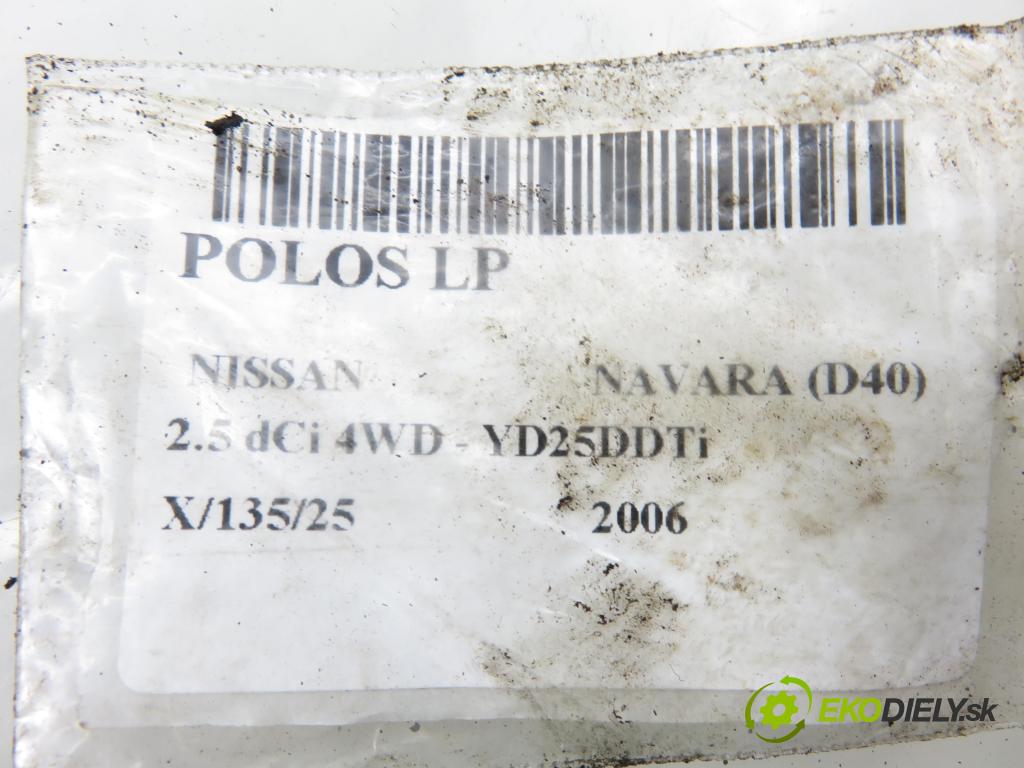 POLOS LP
NISSAN NAVARA (D40)
2.5 dCi 4WD - YD25DDTi
X/135/25 2006
EKODIELY.sk